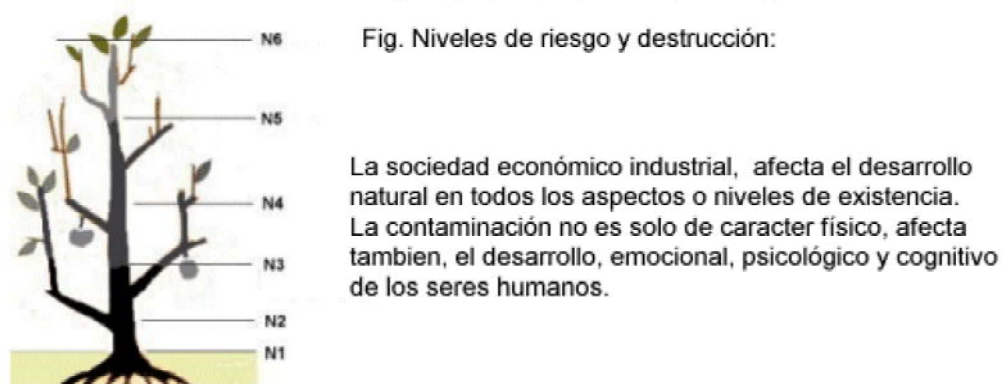 N6
Fig. Niveles de riesgo y destrucción:
N5
La sociedad económico industrial, afecta el desarrollo
natural en todos los aspectos o niveles de existencia.
N4
La contaminación no es solo de caracter físico, afecta
tambien, el desarrollo, emocional, psicológico y cognitivo
N3
de los seres humanos.
N2
N1